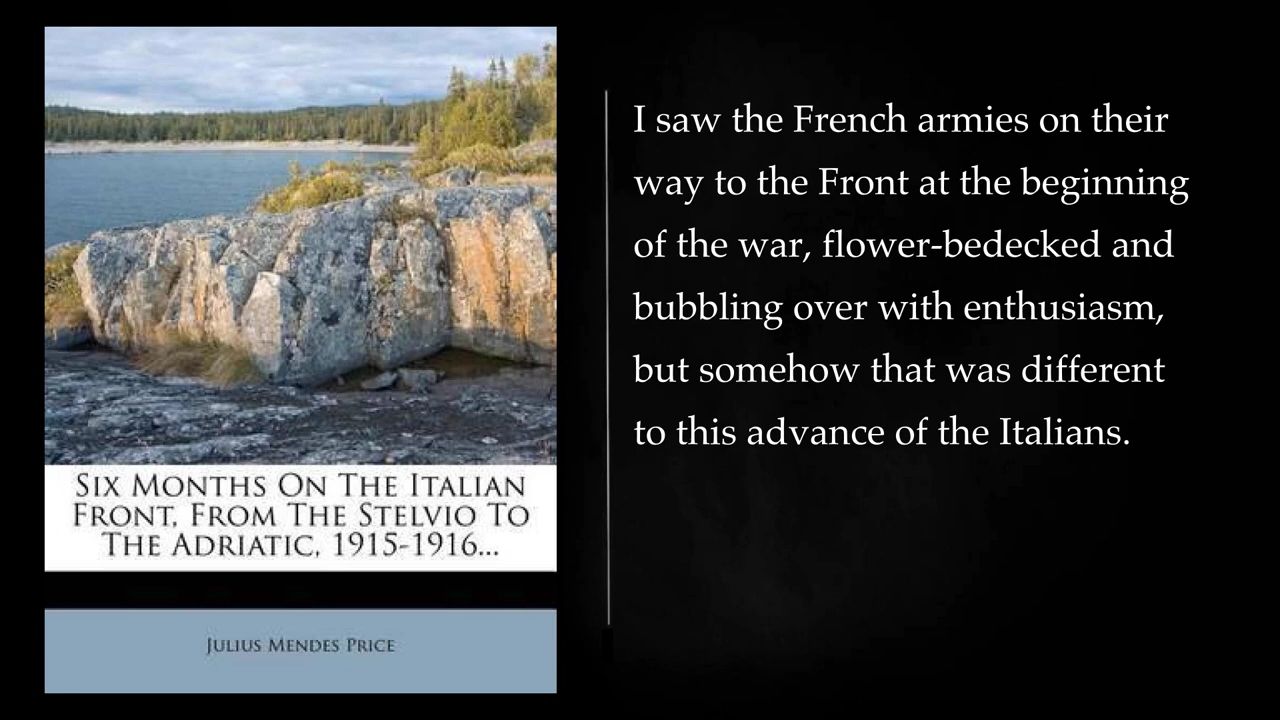 I saw the French armies on their
way to the Front at the beginning
of the war, flower-bedecked and
bubbling over with enthusiasm,
but somehow that was different
to this advance of the Italians.
Six Months On The Italian
Front, From The Stelvio To
The Adriatic, 1915-1916...
Julius Mendes Price